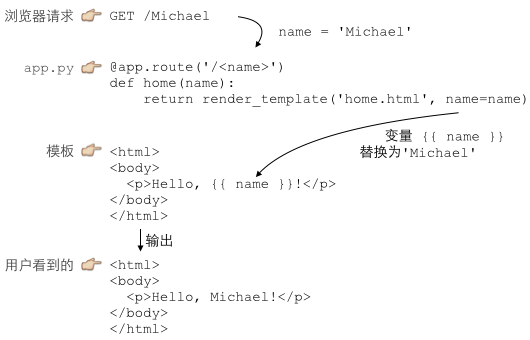 浏览器请求 GET /Michael
name = 'Michael'
app.py @app.route('/<name>')
def home(name):
return render_template('home.html', name=name)
变量 {{ name }}
替换为'Michael'
模板 <html>
<body>
<p>Hello, {{ name }}!</p>
</body>
</html>
输出
用户看到的 <html>
<body>
<p>Hello, Michael!</p>
</body>
</html>